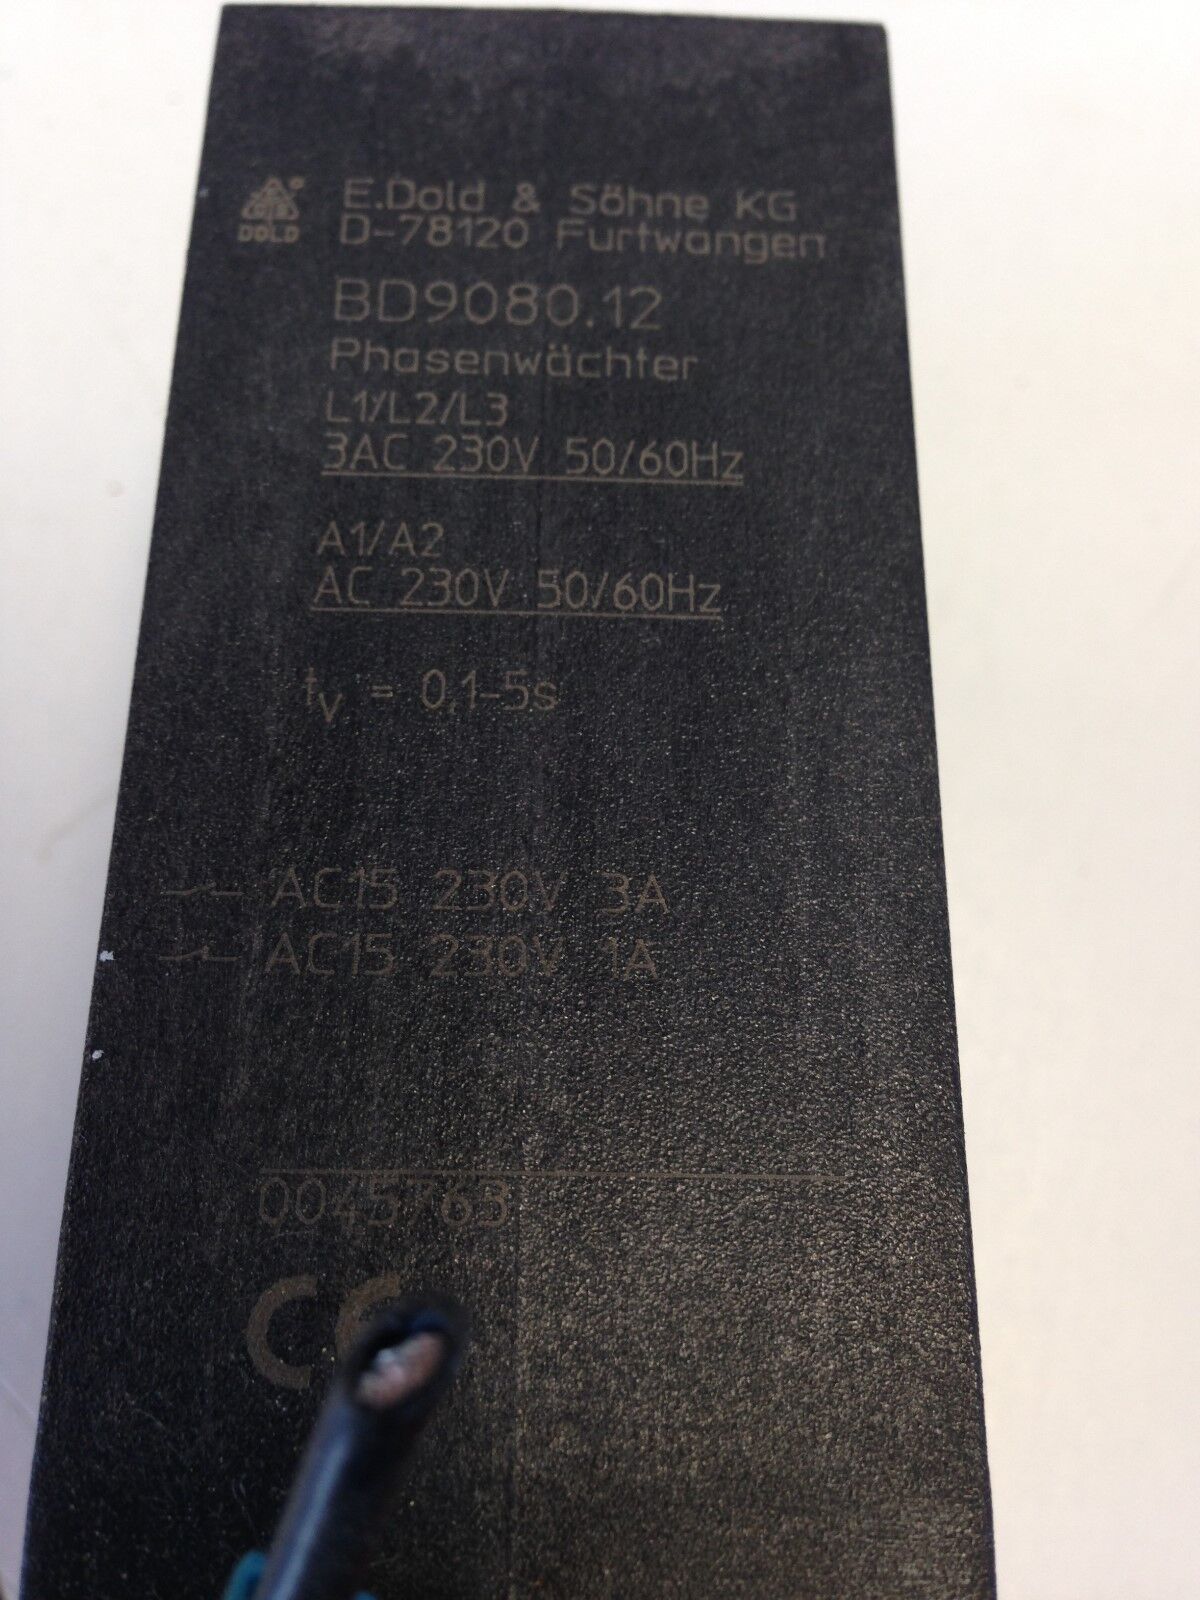 DOLD
E.Dold & Söhne KG
D-78120 Furtwangen
BD9080.12
Phasenwächter
L1/L2/L3
3AC 230V 50/60Hz
A1/A2
AC 230V 50/60Hz
tv = 0,1-5s
AC15 230V 3A
AC15 230V 1A
0045763
CE